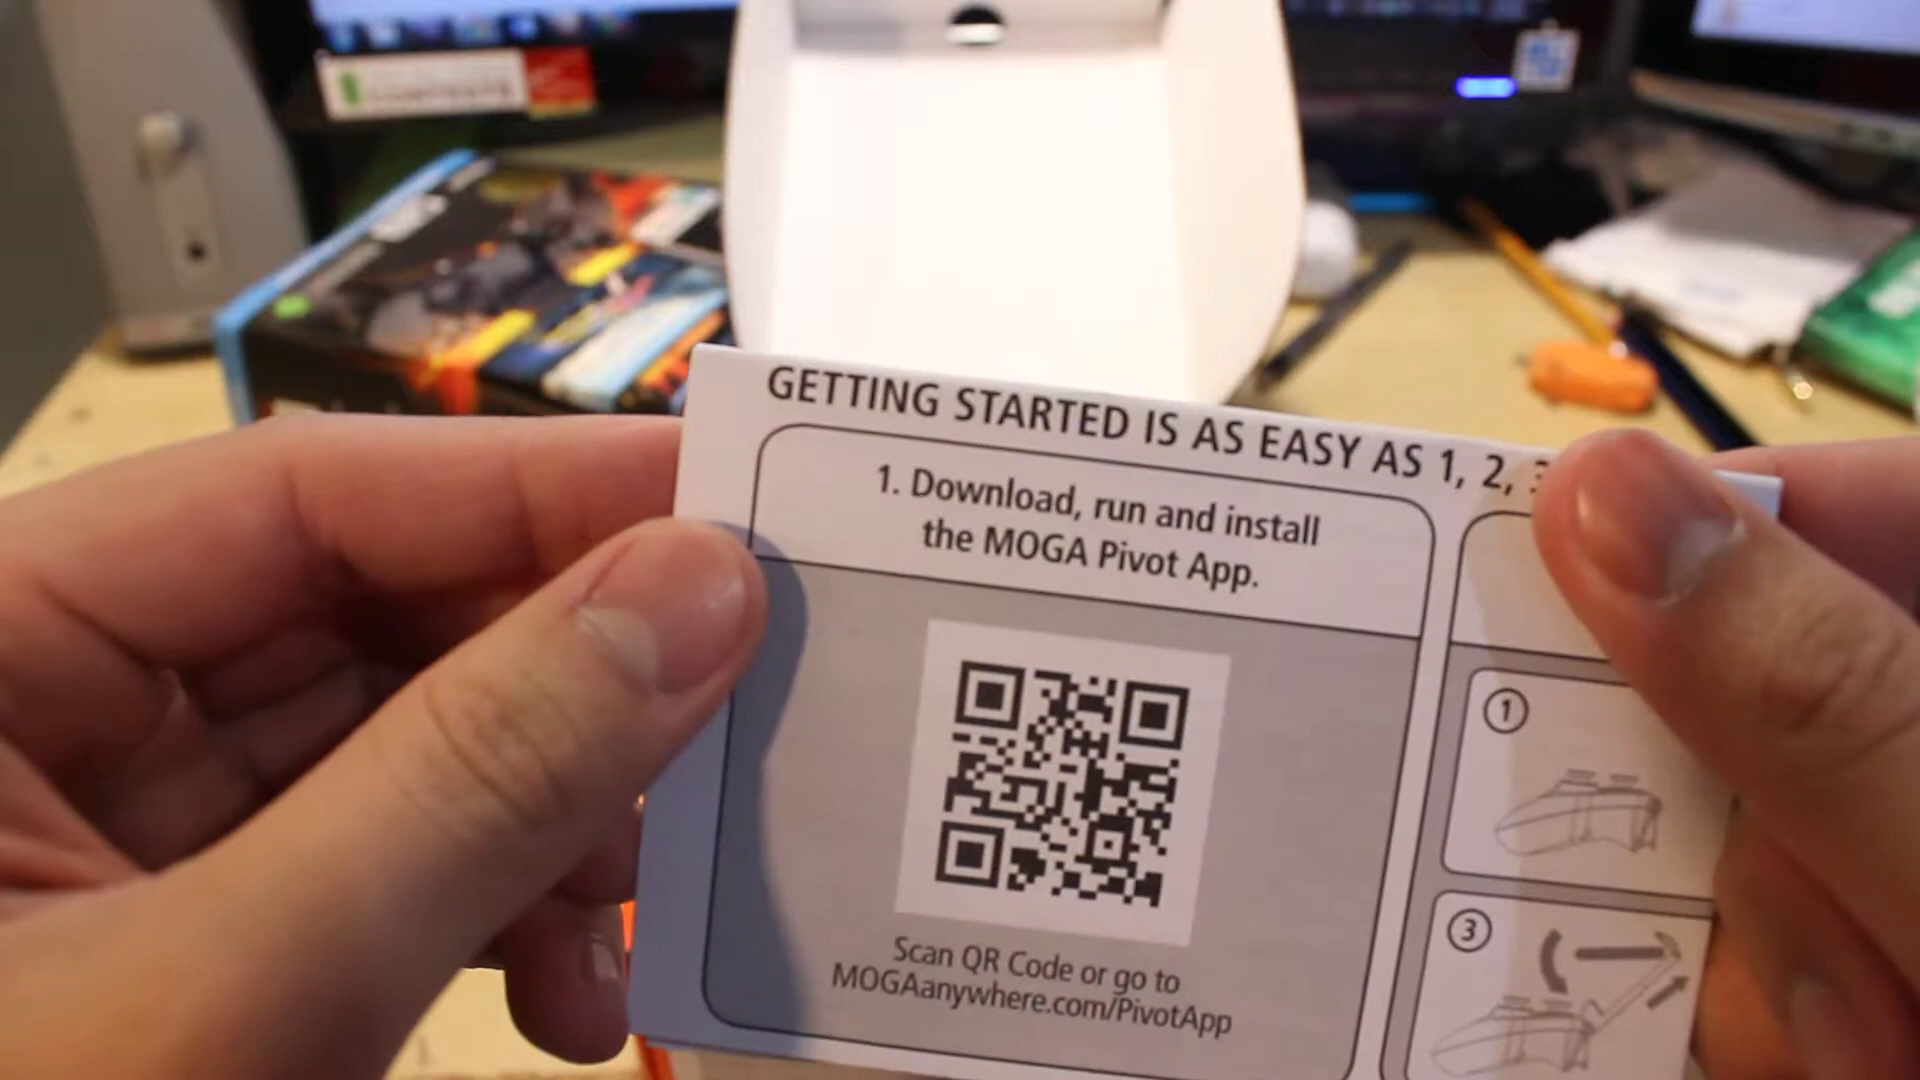 GETTING STARTED IS AS EASY AS 1, 2,
1. Download, run and install
the MOGA Pivot App.
Scan QR Code or go to
MOGAanywhere.com/PivotApp
1
3